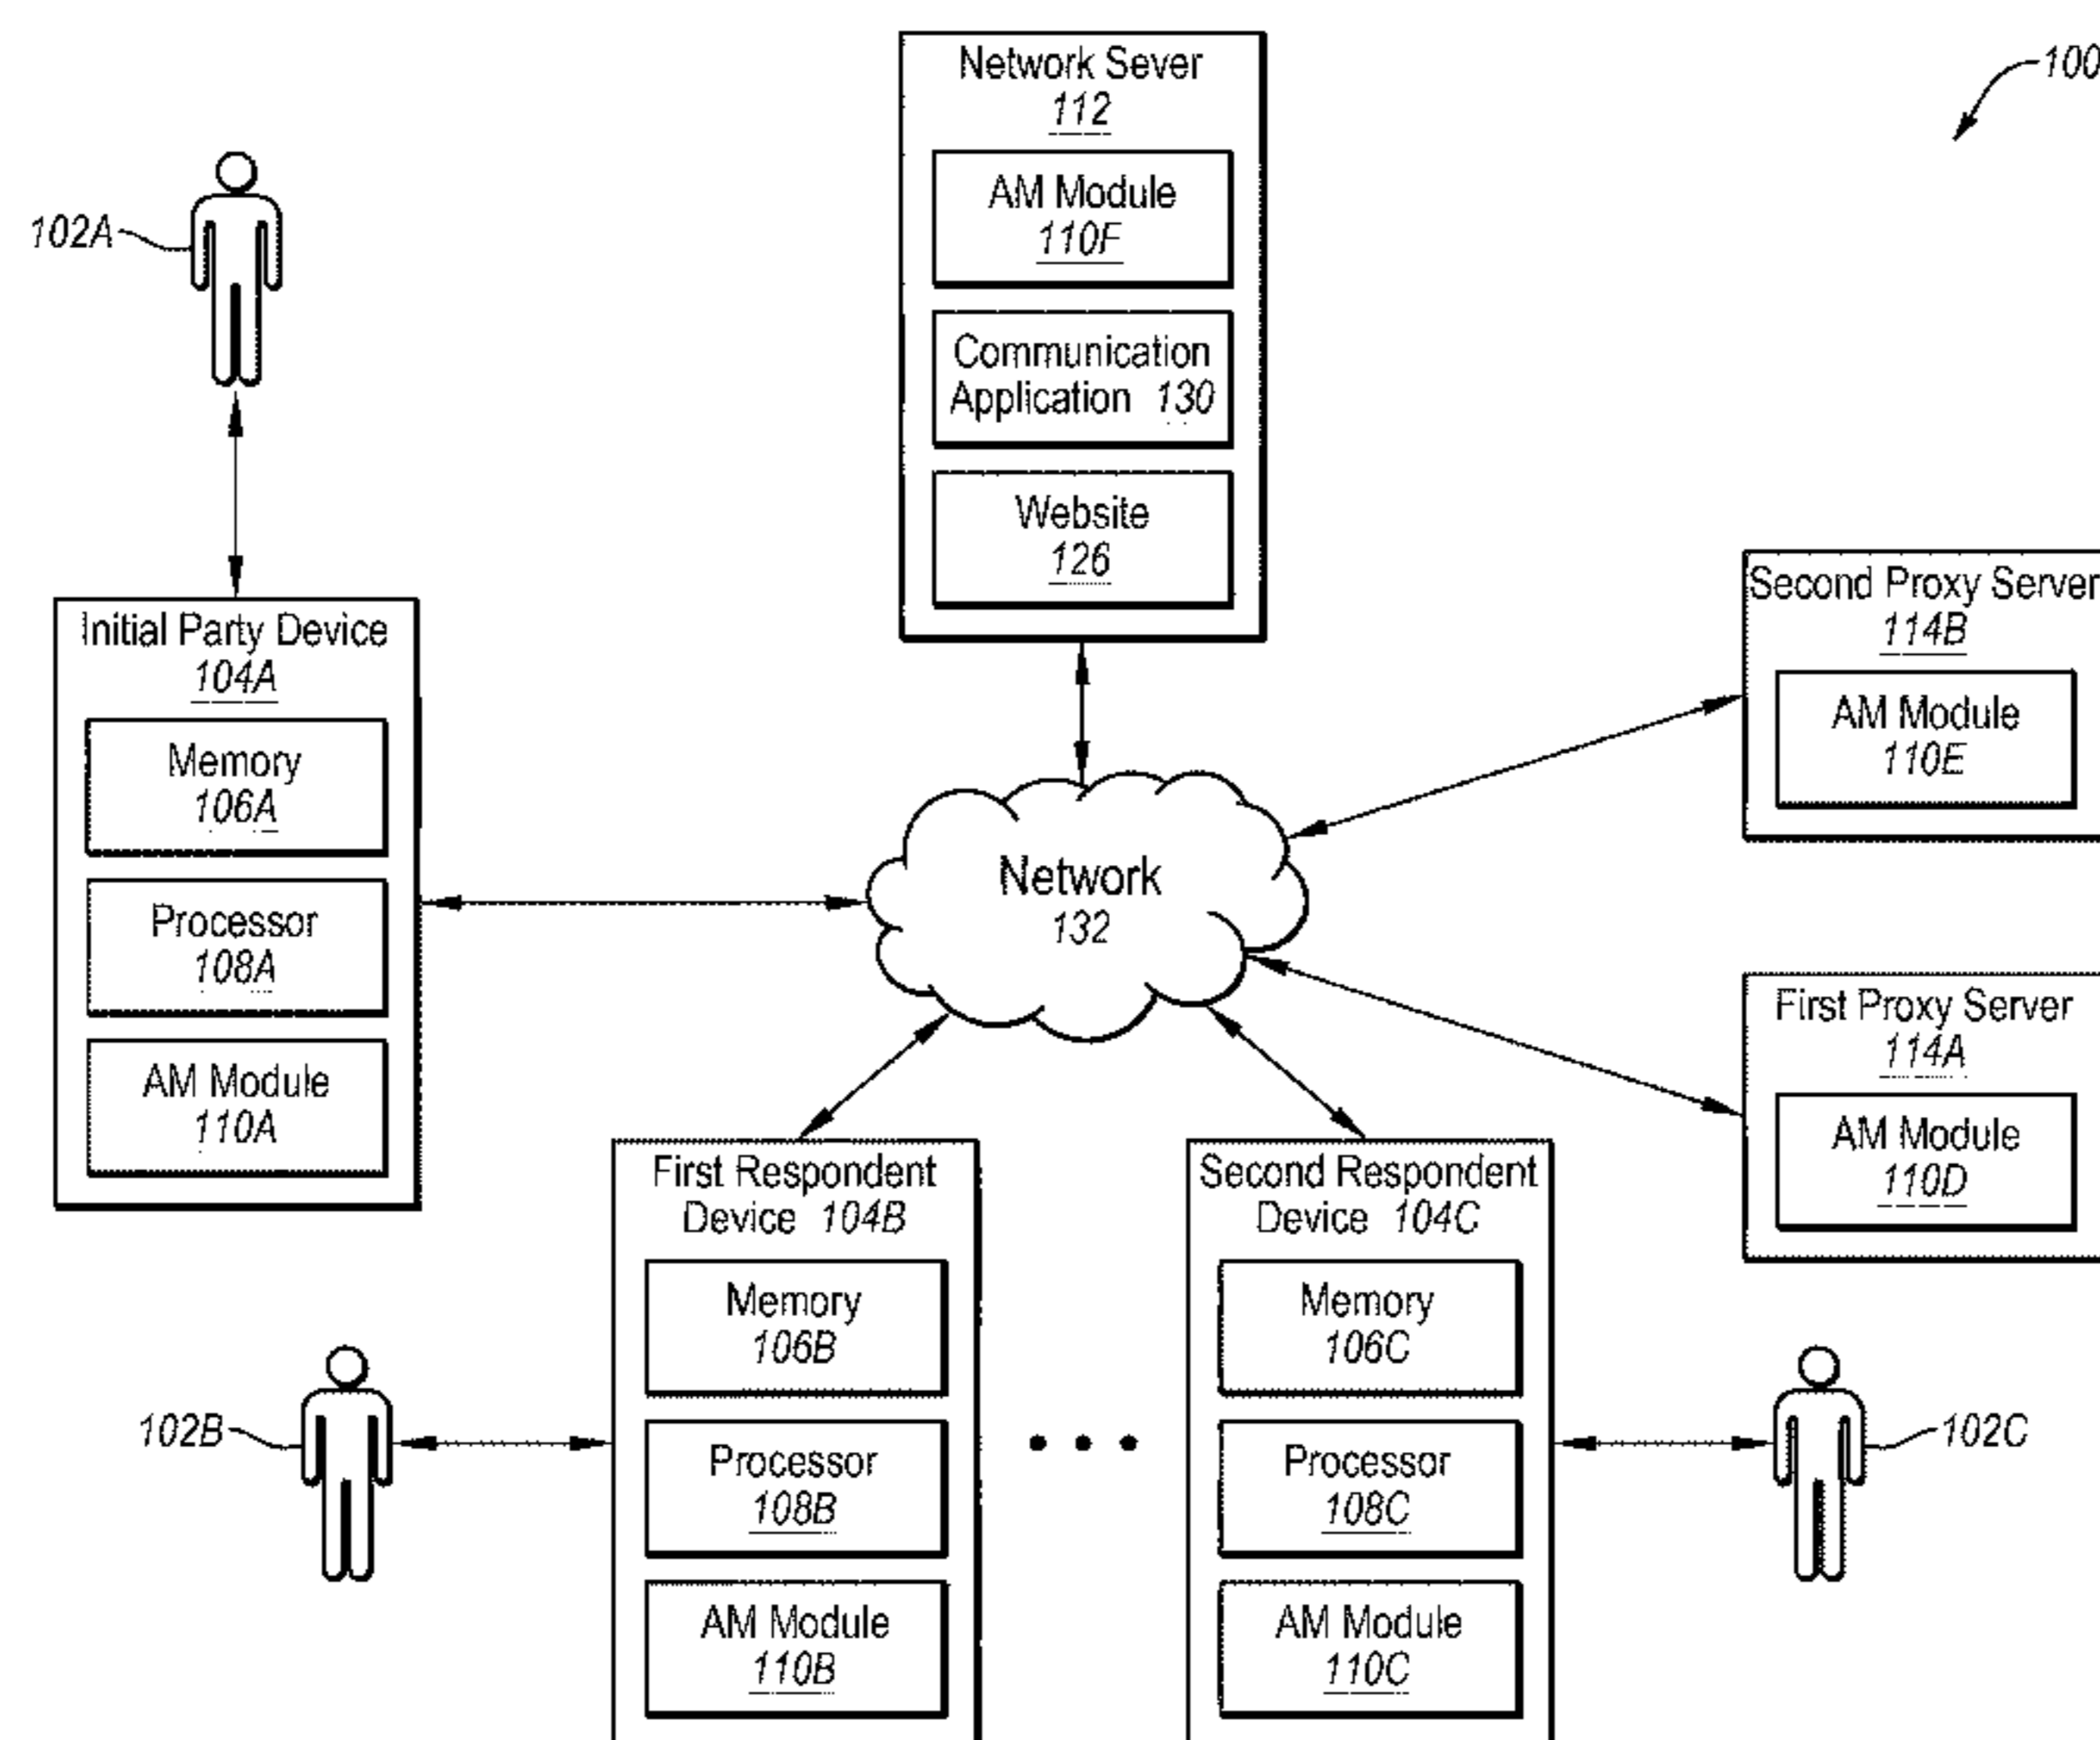 100
Network Sever
112
AM Module
110F
Communication
Application 130
Website
126
102A
Initial Party Device
104A
Memory
106A
Processor
108A
AM Module
110A
Second Proxy Server
114B
AM Module
110E
Network
132
First Proxy Server
114A
AM Module
110D
First Respondent
Device 104B
Memory
106B
Processor
108B
AM Module
110B
102B
Second Respondent
Device 104C
Memory
106C
Processor
108C
AM Module
110C
102C